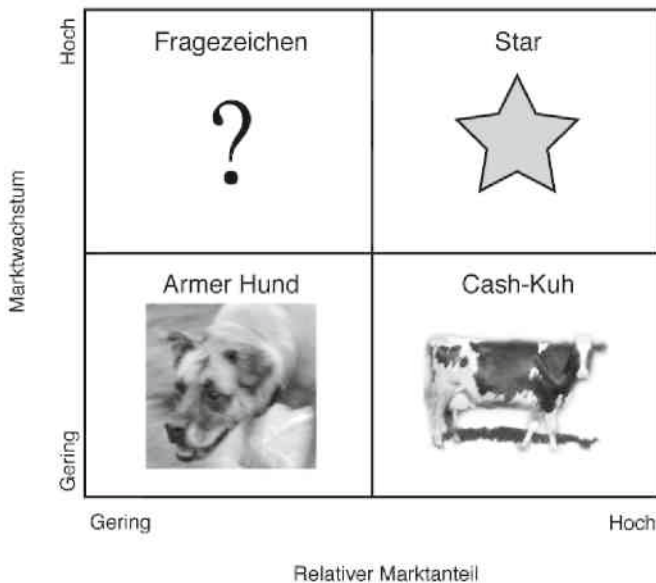 Hoch
Fragezeichen
Star
?
Marktwachstum
Armer Hund
Cash-Kuh
Gering
Gering
Hoch
Relativer Marktanteil